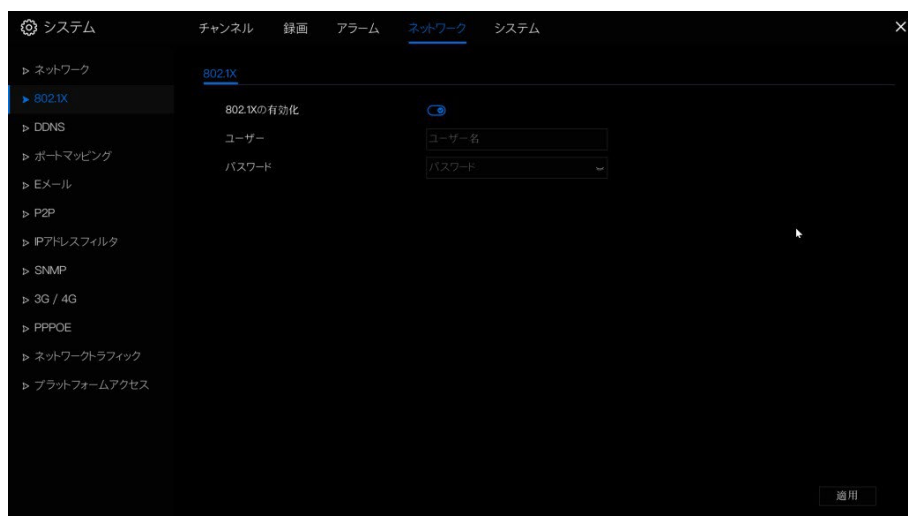 システム
チャンネル 録画 アラーム ネットワーク システム ×
ネットワーク
802.1X
DDNS
ポートマッピング
Eメール
P2P
IPアドレスフィルタ
SNMP
3G / 4G
PPPOE
ネットワークトラフィック
プラットフォームアクセス
802.1X
802.1Xの有効化
ユーザー ユーザー名
パスワード パスワード
適用